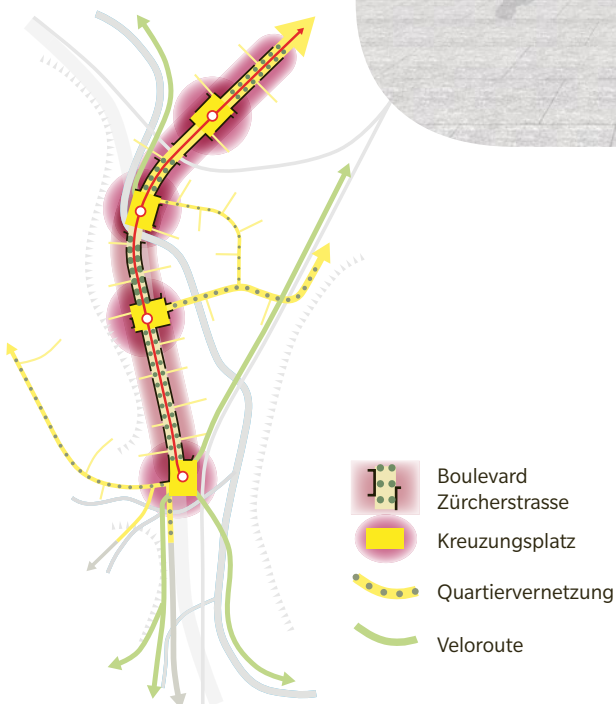 Boulevard
Zürcherstrasse
Kreuzungsplatz
Quartiervernetzung
Veloroute